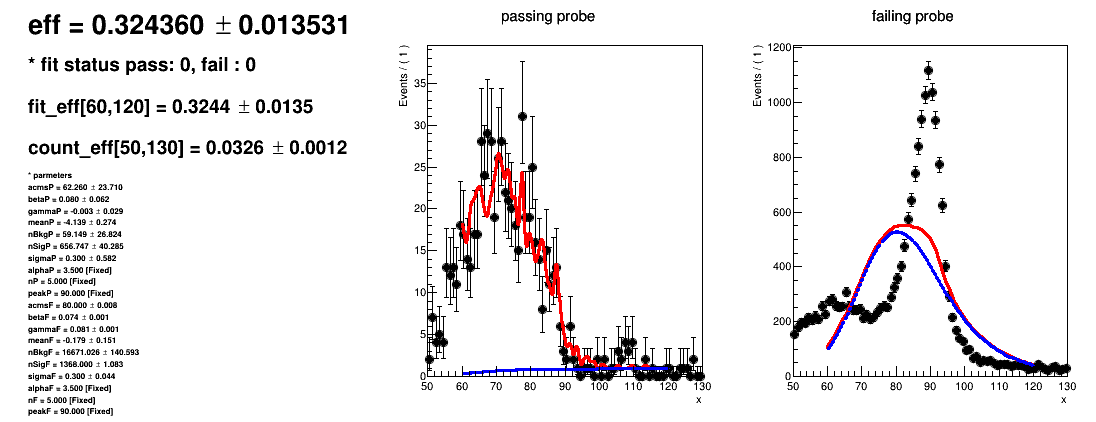 eff = 0.324360 ± 0.013531
* fit status pass: 0, fail : 0
fit_eff[60,120] = 0.3244 ± 0.0135
count_eff[50,130] = 0.0326 ± 0.0012
* parmeters
acmsP = 62.260 ± 23.710
betaP = 0.080 ± 0.062
gammaP = -0.003 ± 0.029
meanP = -4.139 ± 0.274
nBkgP = 59.149 ± 26.824
nSigP = 656.747 ± 40.285
sigmaP = 0.300 ± 0.582
alphaP = 3.500 [Fixed]
nP = 5.000 [Fixed]
peakP = 90.000 [Fixed]
acmsF = 80.000 ± 0.008
betaF = 0.074 ± 0.001
gammaF = 0.081 ± 0.001
meanF = -0.179 ± 0.151
nBkgF = 16671.026 ± 140.593
nSigF = 1368.000 ± 1.083
sigmaF = 0.300 ± 0.044
alphaF = 3.500 [Fixed]
nF = 5.000 [Fixed]
peakF = 90.000 [Fixed]
passing probe
Events / ( 1 )
35
30
25
20
15
10
5
0
50 60 70 80 90 100 110 120 130
x
failing probe
Events / ( 1 )
1200
1000
800
600
400
200
0
50 60 70 80 90 100 110 120 130
x